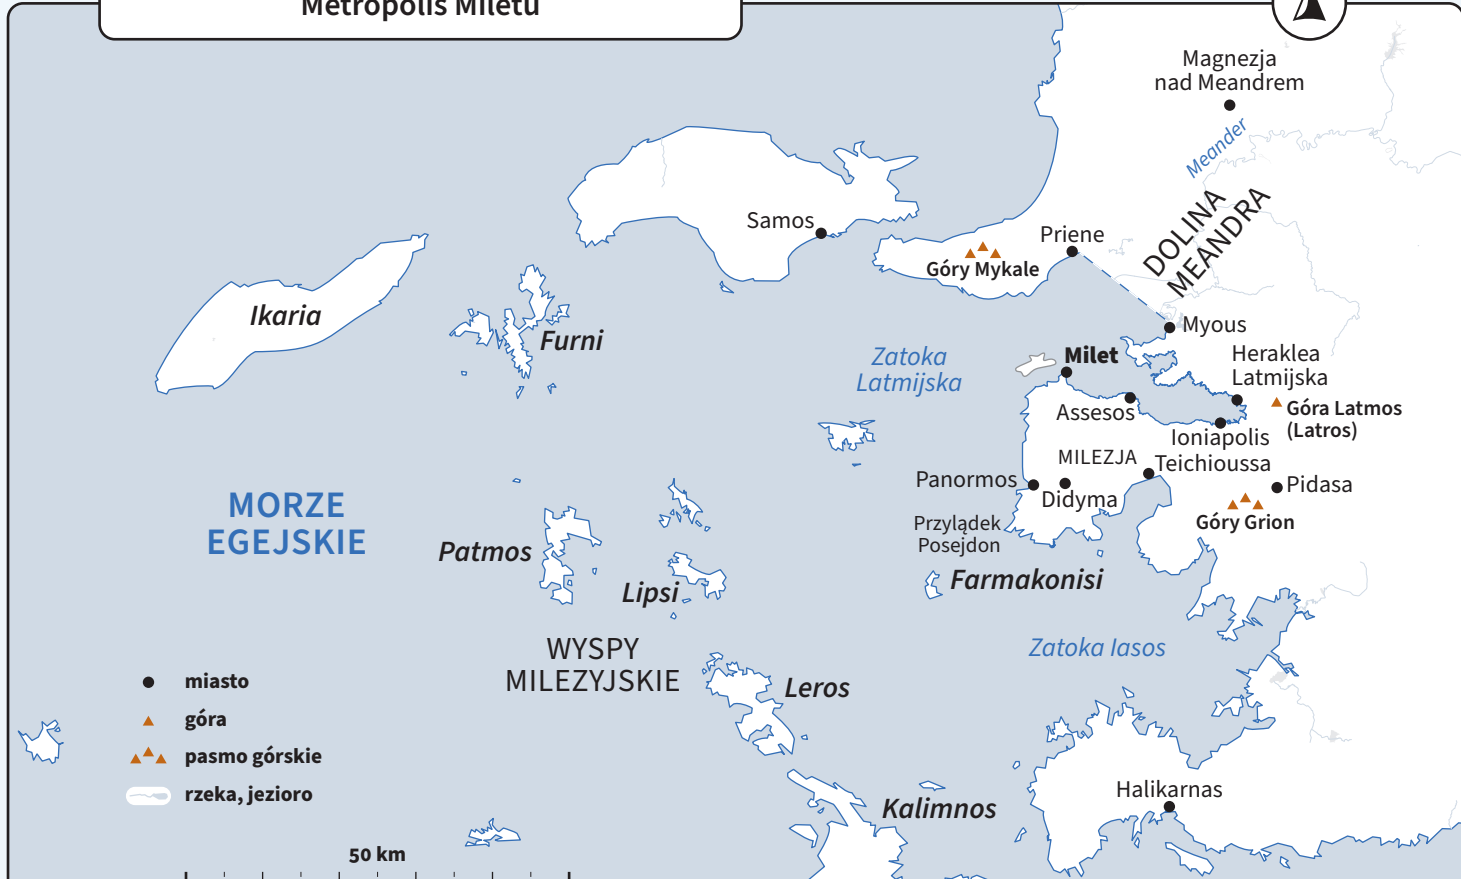 Metropolis Miletu
Magnezja
nad Meandrem
Meander
DOLINA
MEANDRA
Samos
Priene
Góry Mykale
Ikaria
Furni
Myous
Zatoka
Latmijska
Milet
Heraklea
Latmijska
Assesos
Góra Latmos
(Latros)
Ioniapolis
MILEZJA
Teichioussa
Panormos
Didyma
Pidasa
MORZE
EGEJSKIE
Przylądek
Posejdon
Góry Grion
Patmos
Lipsi
Farmakonisi
WYSPY
MILEZYJSKIE
Zatoka Iasos
Leros
miasto
góra
pasmo górskie
rzeka, jezioro
Halikarnas
Kalimnos
50 km